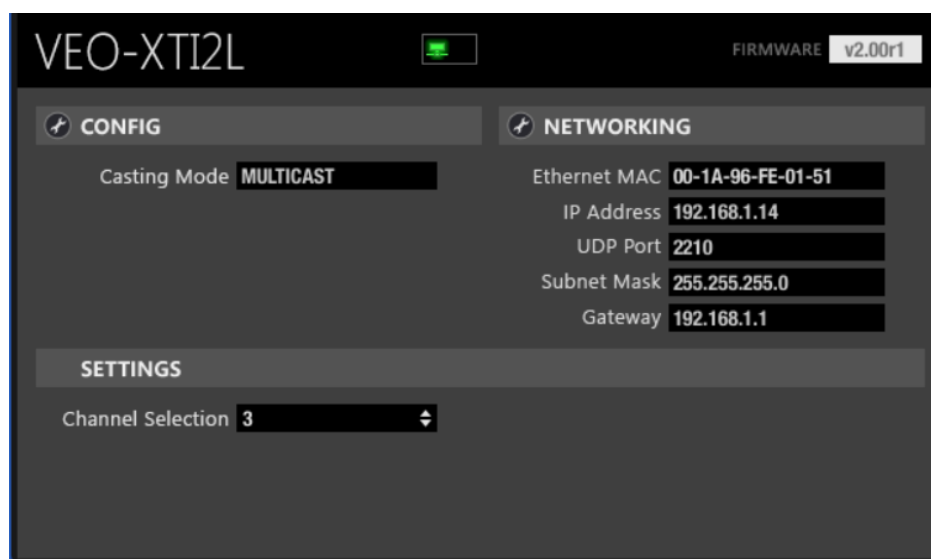 VEO-XTI2L
FIRMWARE v2.00r1
CONFIG
Casting Mode MULTICAST
NETWORKING
Ethernet MAC 00-1A-96-FE-01-51
IP Address 192.168.1.14
UDP Port 2210
Subnet Mask 255.255.255.0
Gateway 192.168.1.1
SETTINGS
Channel Selection 3